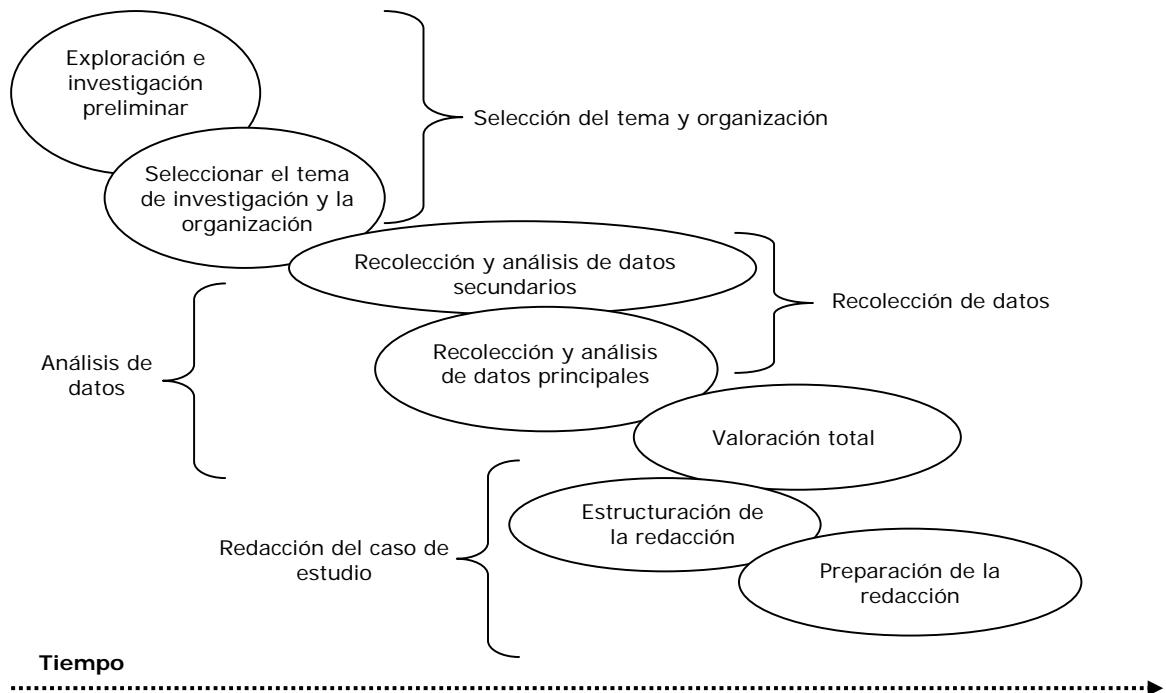 Exploración e
investigación
preliminar
Selección del tema y organización
Seleccionar el tema
de investigación y la
organización
Recolección y análisis de datos
secundarios
Recolección de datos
Recolección y análisis
de datos principales
Análisis de
datos
Valoración total
Estructuración de
la redacción
Redacción del caso de
estudio
Preparación de la
redacción
Tiempo